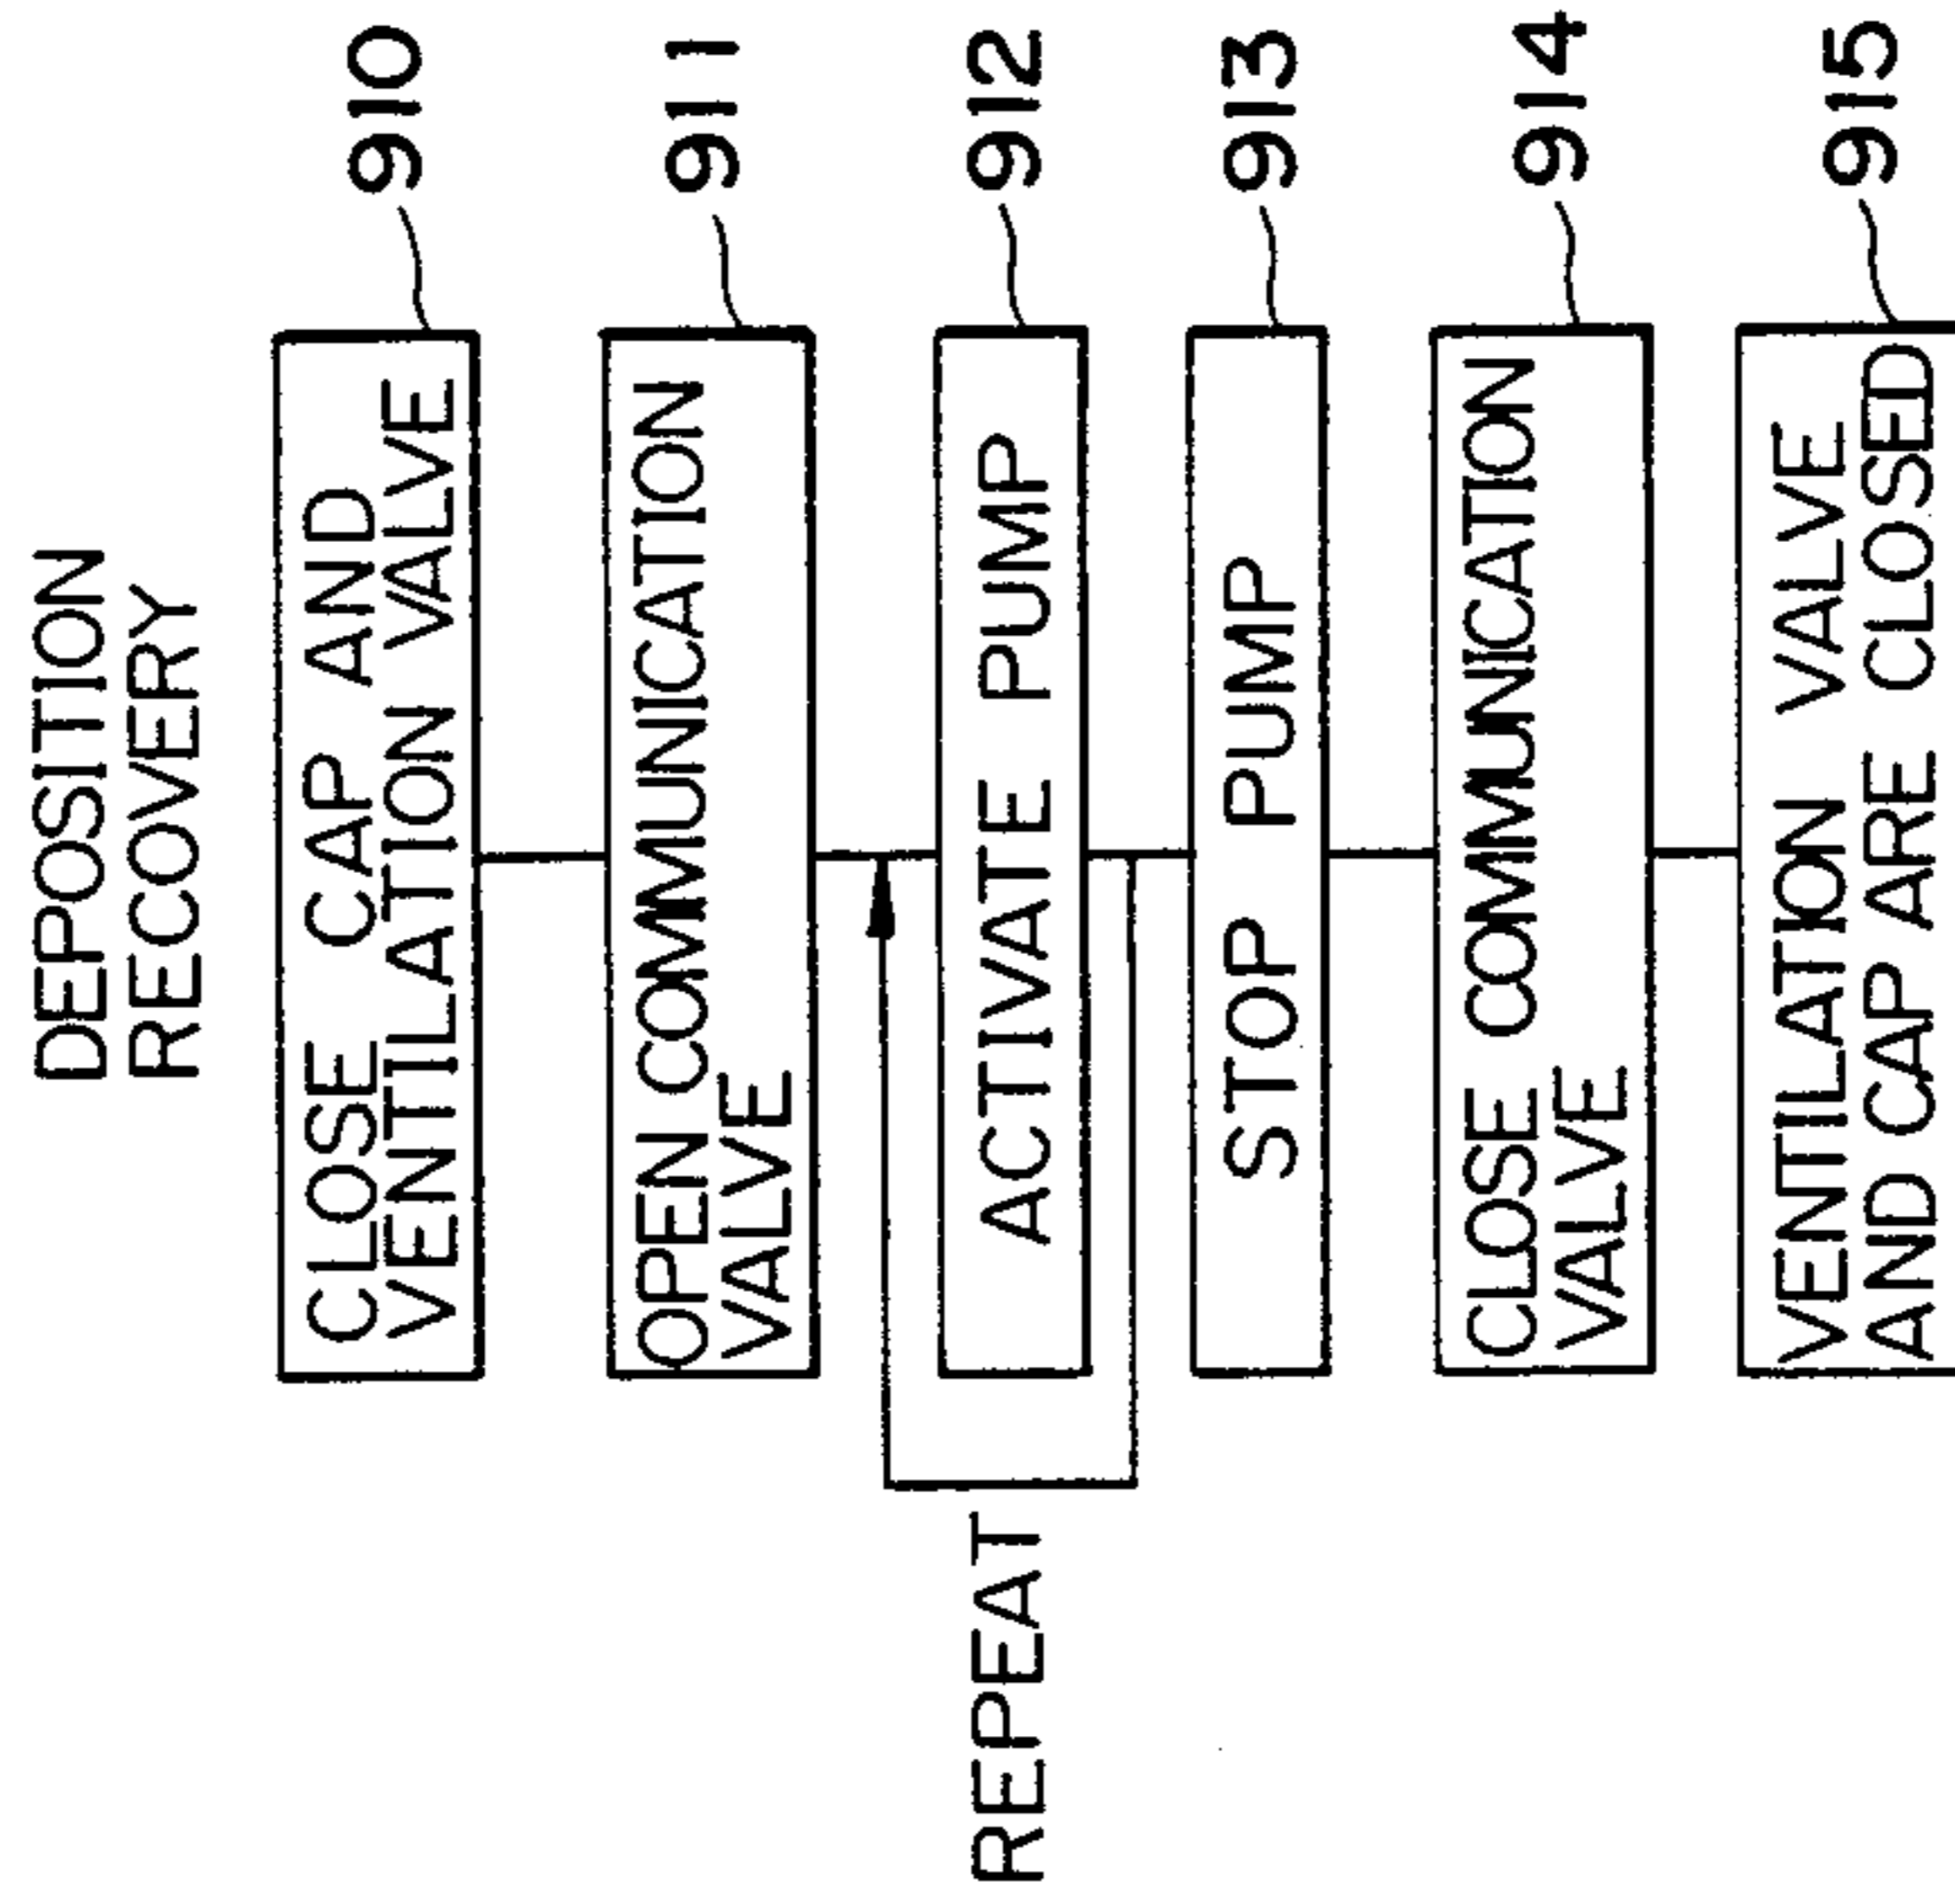 DEPOSITION
RECOVERY
CLOSE CAP AND
VENTILATION VALVE
910
OPEN COMMUNICATION
VALVE
911
REPEAT
ACTIVATE PUMP
912
STOP PUMP
913
CLOSE COMMUNICATION
VALVE
914
VENTILATION VALVE
AND CAP ARE CLOSED
915